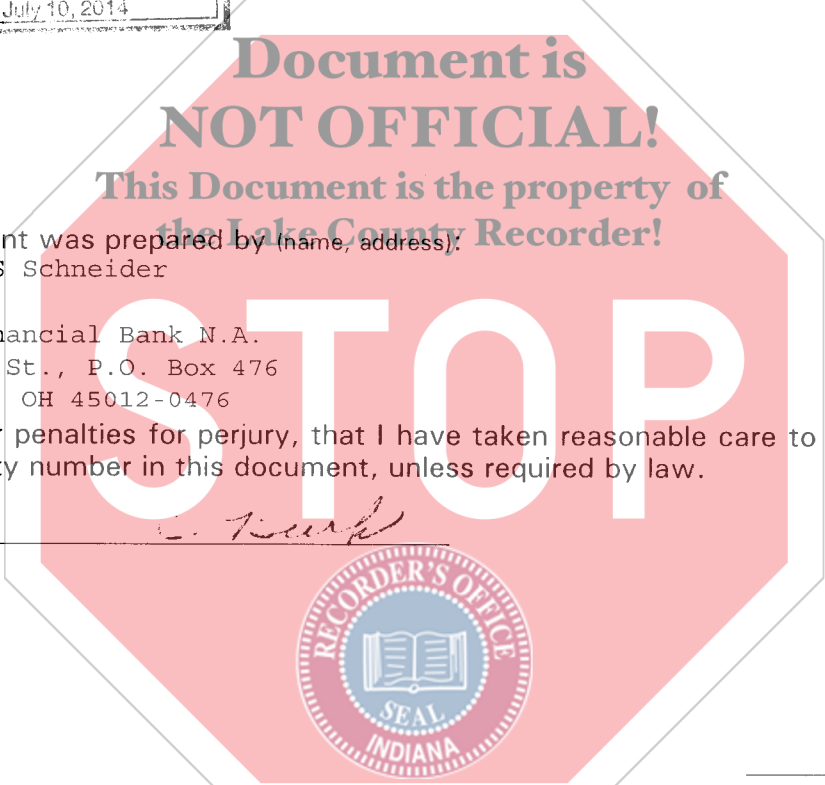 July 10, 2014
Document is
NOT OFFICIAL!
This Document is the property of
the Lake County Recorder!
nt was prepared by (name, address):
S Schneider
nancial Bank N.A.
St., P.O. Box 476
OH 45012-0476
r penalties for perjury, that I have taken reasonable care to
ty number in this document, unless required by law.
STOP
RECORDER'S OFFICE
SEAL
INDIANA